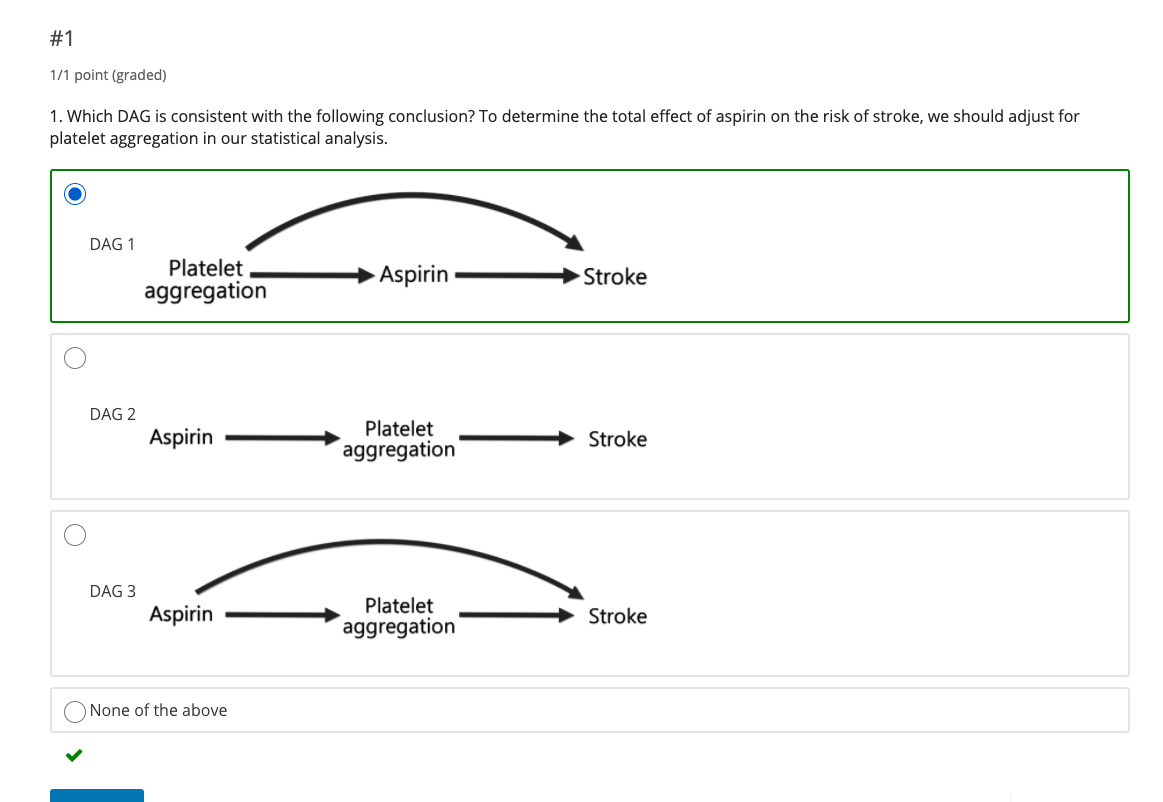 #1
1/1 point (graded)
1. Which DAG is consistent with the following conclusion? To determine the total effect of aspirin on the risk of stroke, we should adjust for
platelet aggregation in our statistical analysis.
DAG 1
Platelet
aggregation
Aspirin
Stroke
DAG 2
Aspirin
Platelet
aggregation
Stroke
DAG 3
Aspirin
Platelet
aggregation
Stroke
None of the above